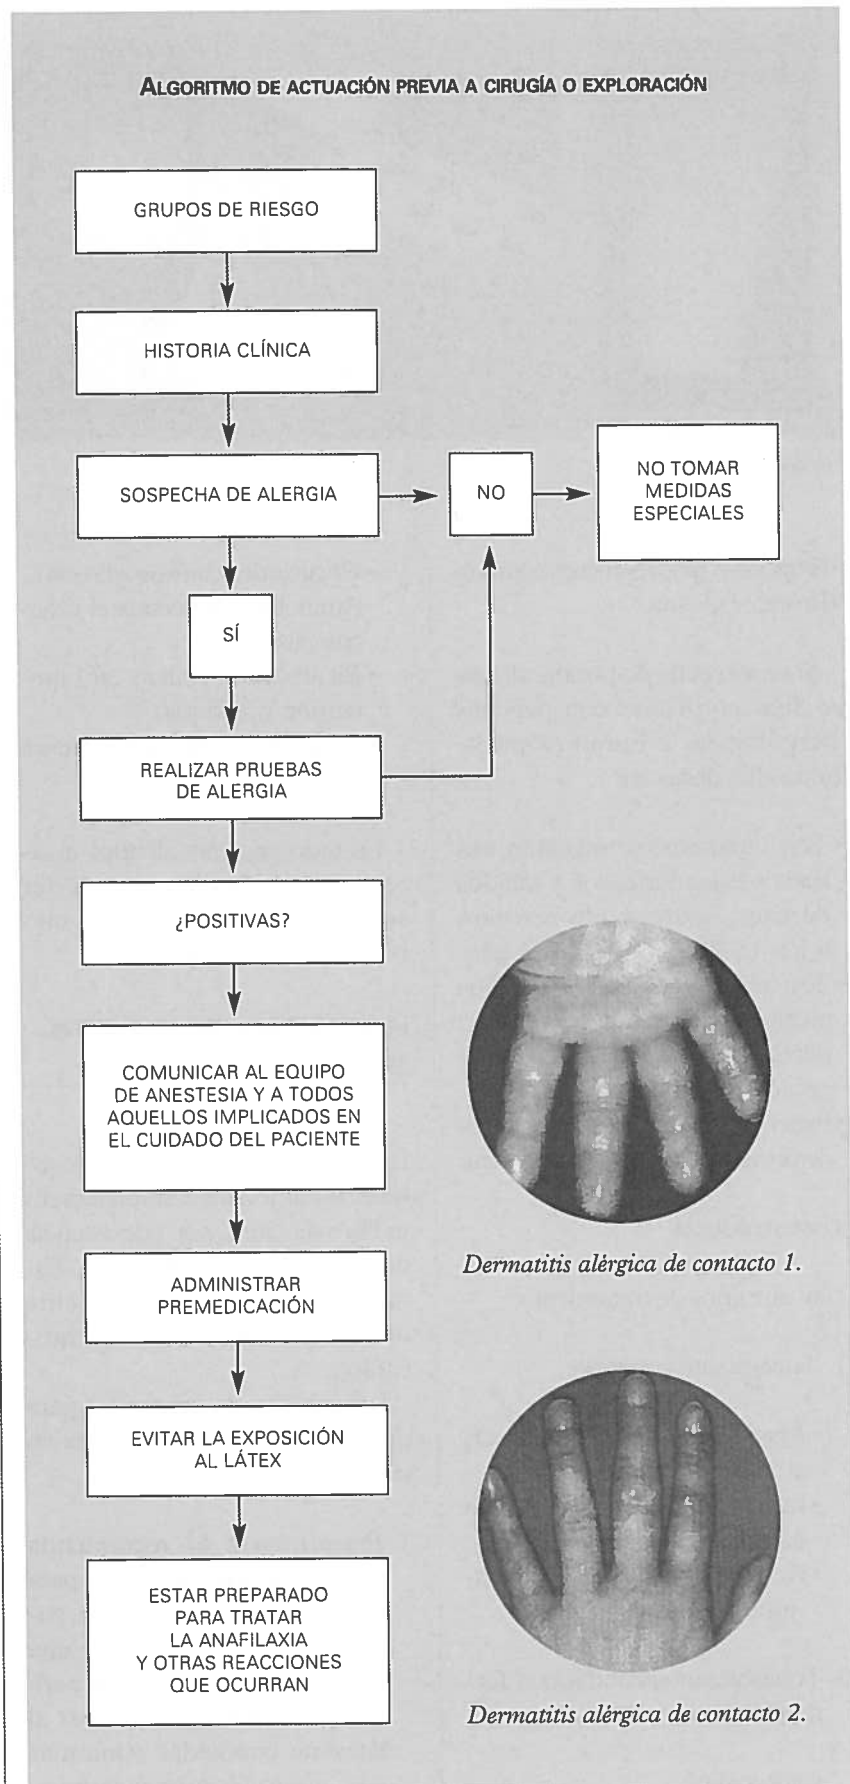 ALGORITMO DE ACTUACIÓN PREVIA A CIRUGÍA O EXPLORACIÓN
GRUPOS DE RIESGO
HISTORIA CLÍNICA
SOSPECHA DE ALERGIA
NO
NO TOMAR
MEDIDAS
ESPECIALES
SÍ
REALIZAR PRUEBAS
DE ALERGIA
¿POSITIVAS?
COMUNICAR AL EQUIPO
DE ANESTESIA Y A TODOS
AQUELLOS IMPLICADOS EN
EL CUIDADO DEL PACIENTE
ADMINISTRAR
PREMEDICACIÓN
EVITAR LA EXPOSICIÓN
AL LÁTEX
ESTAR PREPARADO
PARA TRATAR
LA ANAFILAXIA
Y OTRAS REACCIONES
QUE OCURRAN
Dermatitis alérgica de contacto 1.
Dermatitis alérgica de contacto 2.